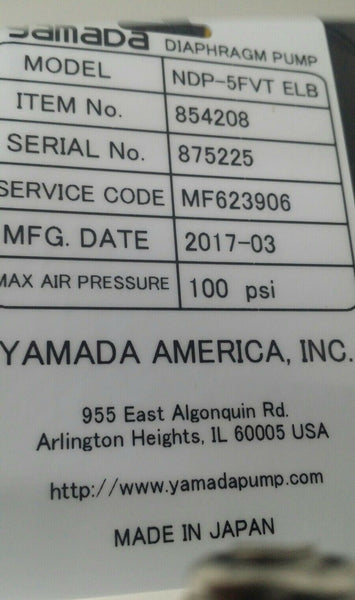 YAMADA DIAPHRAGM PUMP
MODEL NDP-5FVT ELB
ITEM No. 854208
SERIAL No. 875225
SERVICE CODE MF623906
MFG. DATE 2017-03
MAX AIR PRESSURE 100 psi
YAMADA AMERICA, INC.
955 East Algonquin Rd.
Arlington Heights, IL 60005 USA
http://www.yamadapump.com
MADE IN JAPAN